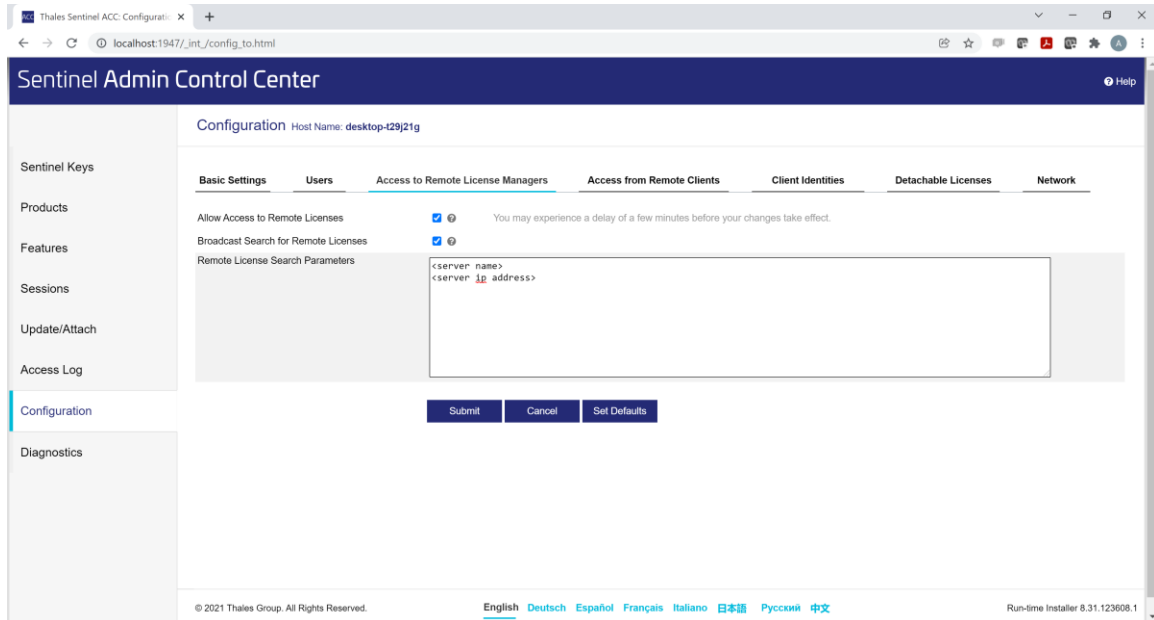 ACC Thales Sentinel ACC: Configuratio
localhost:1947/_int_/config_to.html
A
Sentinel Admin Control Center
Help
Configuration Host Name: desktop-t29j21g
Sentinel Keys
Products
Features
Sessions
Update/Attach
Access Log
Configuration
Diagnostics
Basic Settings Users Access to Remote License Managers Access from Remote Clients Client Identities Detachable Licenses Network
Allow Access to Remote Licenses You may experience a delay of a few minutes before your changes take effect.
Broadcast Search for Remote Licenses
Remote License Search Parameters
<server name>
<server ip address>
Submit Cancel Set Defaults
© 2021 Thales Group. All Rights Reserved. English Deutsch Español Français Italiano 日本語 Русский 中文 Run-time Installer 8.31.123608.1